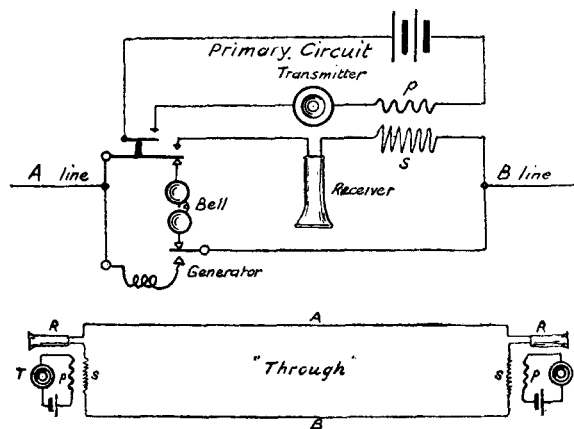 Primary. Circuit
Transmitter
p
s
A line
B line
Receiver
Bell
Generator
R
A
R
T
p
s
"Through"
s
p
B